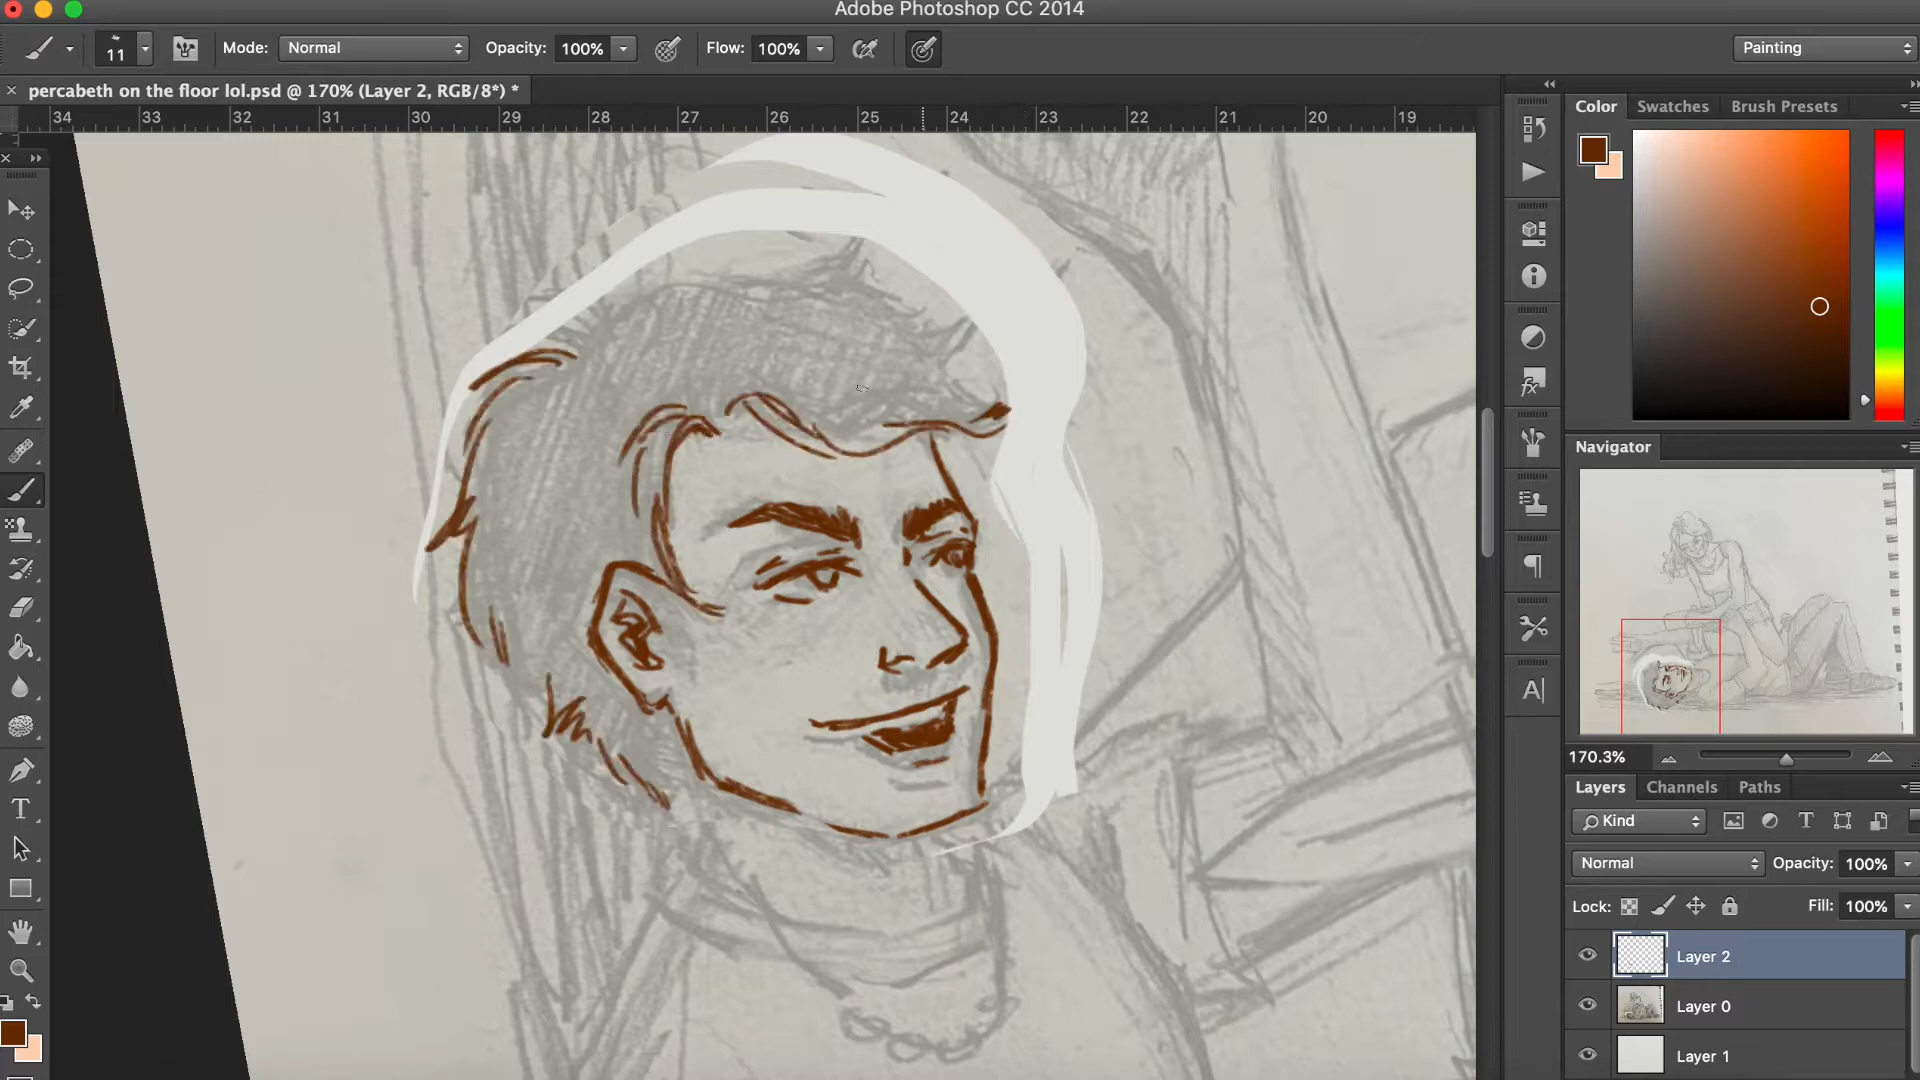 Adobe Photoshop CC 2014
11 Mode: Normal Opacity: 100% Flow: 100% Painting
percabeth on the floor lol.psd @ 170% (Layer 2, RGB/8*) *
Color Swatches Brush Presets
34 33 32 31 30 29 28 27 26 25 24 23 22 21 20 19
Navigator
170.3%
Layers Channels Paths
Kind
Normal Opacity: 100%
Lock: Fill: 100%
Layer 2
Layer 0
Layer 1